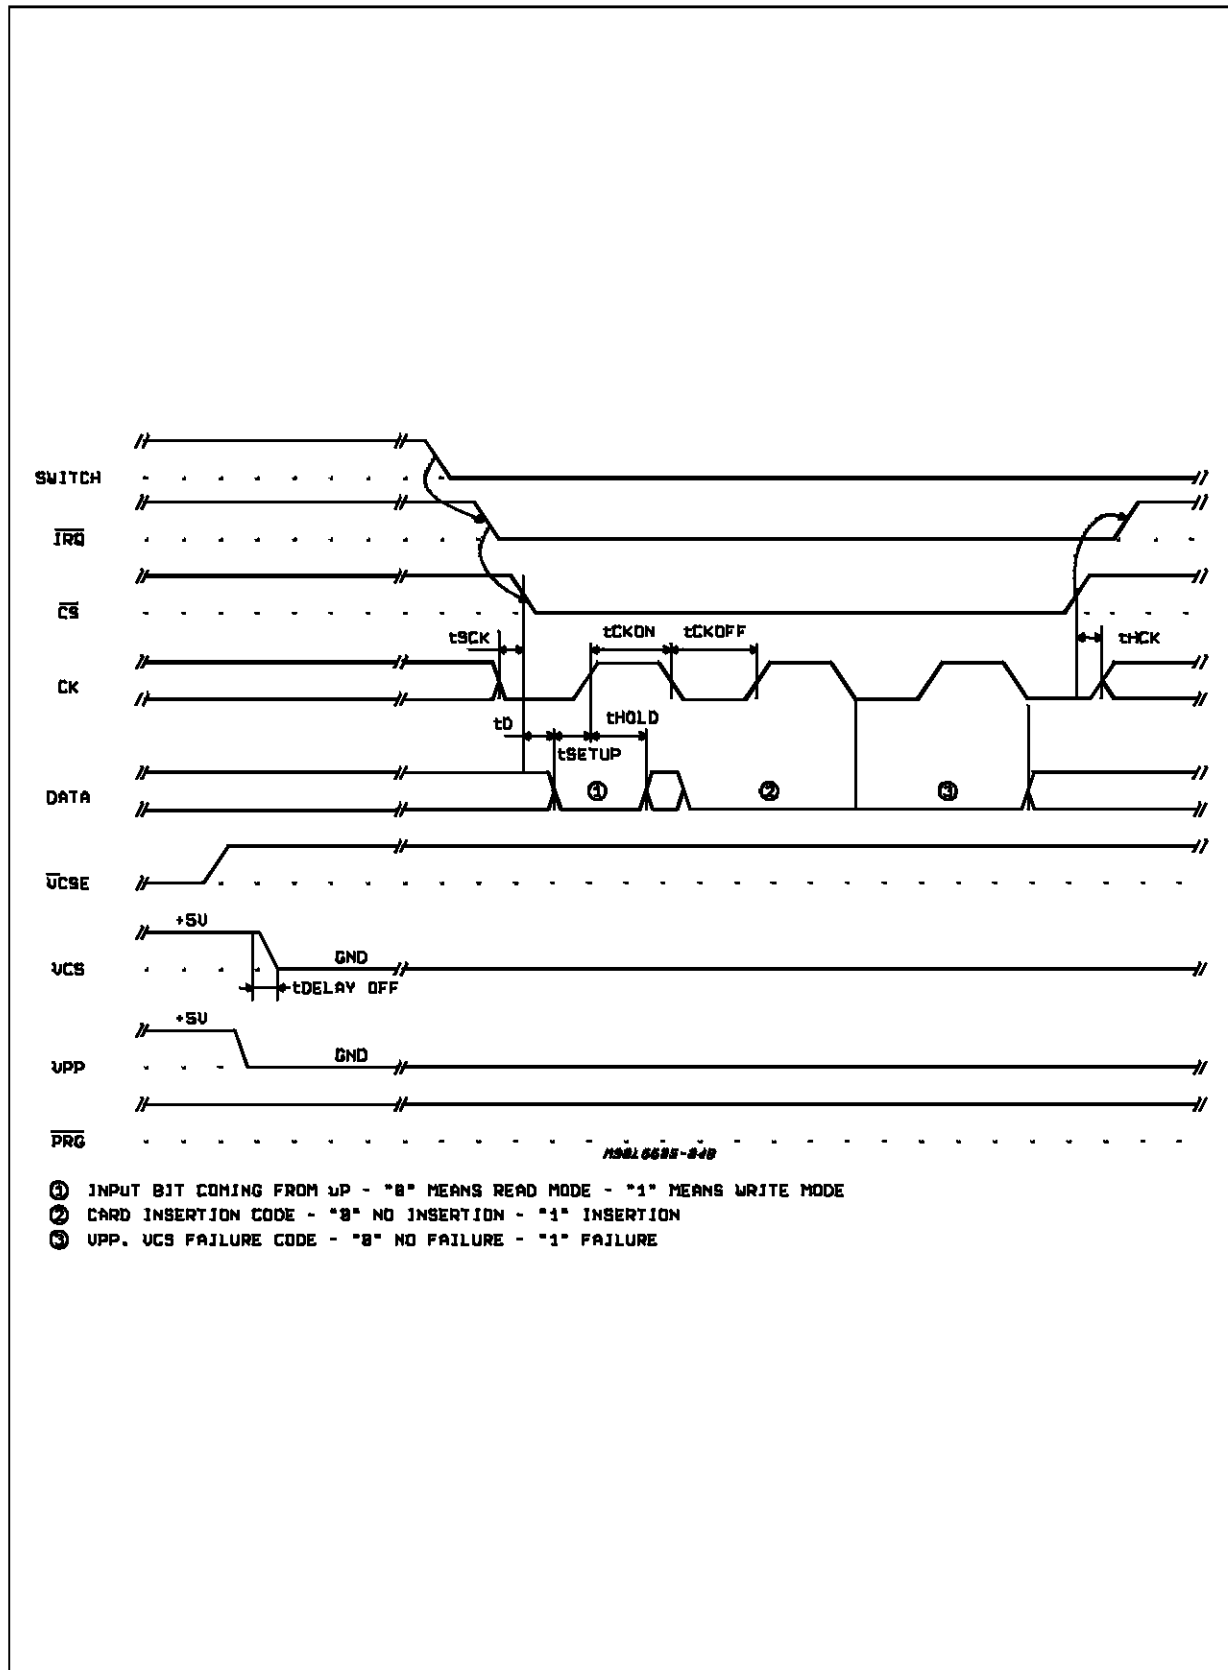 SWITCH
IRQ
CS
tSCK
tCKON
tCKOFF
tHCK
CK
tD
tHOLD
tSETUP
DATA
①
②
③
VCSE
+5V
VCS
GND
tDELAY OFF
+5V
VPP
GND
PRG
① INPUT BIT COMING FROM uP - "0" MEANS READ MODE - "1" MEANS WRITE MODE
② CARD INSERTION CODE - "0" NO INSERTION - "1" INSERTION
③ VPP. VCS FAILURE CODE - "0" NO FAILURE - "1" FAILURE